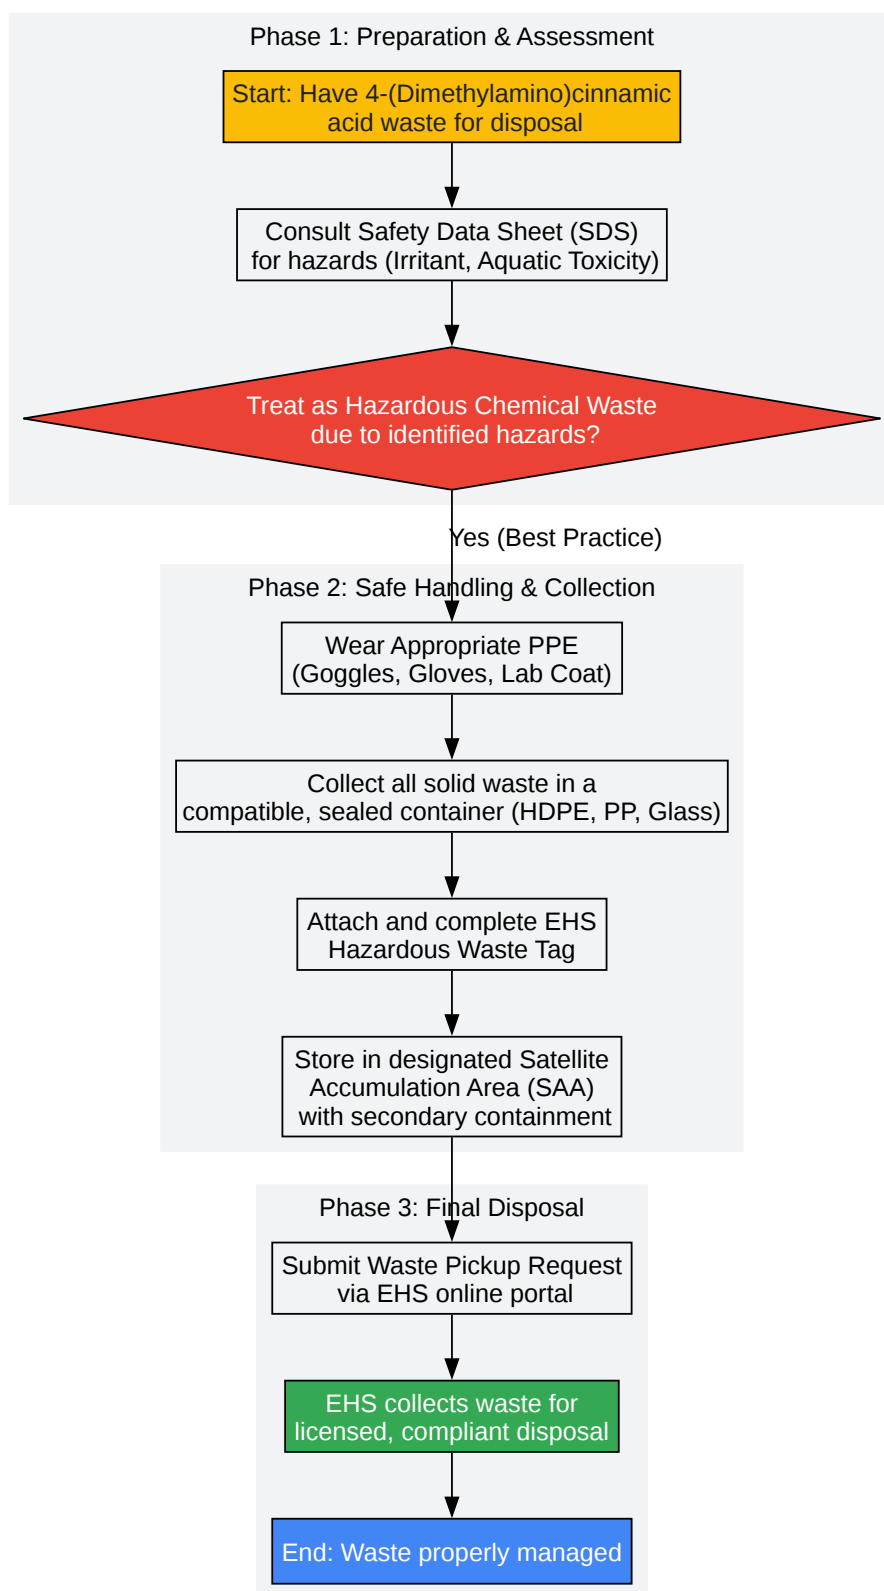 Phase 1: Preparation & Assessment
Start: Have 4-(Dimethylamino)cinnamic
acid waste for disposal
Consult Safety Data Sheet (SDS)
for hazards (Irritant, Aquatic Toxicity)
Treat as Hazardous Chemical Waste
due to identified hazards?
Yes (Best Practice)
Phase 2: Safe Handling & Collection
Wear Appropriate PPE
(Goggles, Gloves, Lab Coat)
Collect all solid waste in a
compatible, sealed container (HDPE, PP, Glass)
Attach and complete EHS
Hazardous Waste Tag
Store in designated Satellite
Accumulation Area (SAA)
with secondary containment
Phase 3: Final Disposal
Submit Waste Pickup Request
via EHS online portal
EHS collects waste for
licensed, compliant disposal
End: Waste properly managed